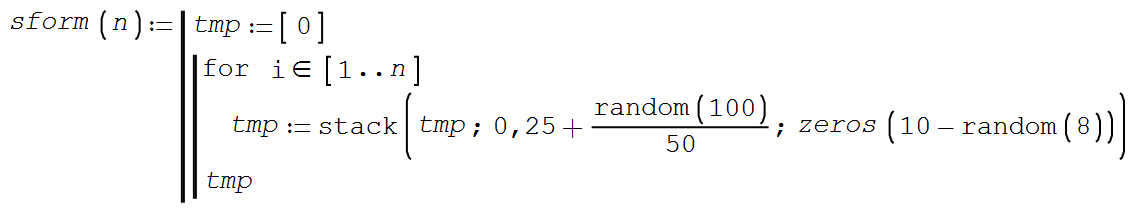 sform(n):= tmp:=[0]
for i∈[1..n]
tmp:=stack(tmp; 0,25+random(100)/50; zeros(10−random(8)))
tmp